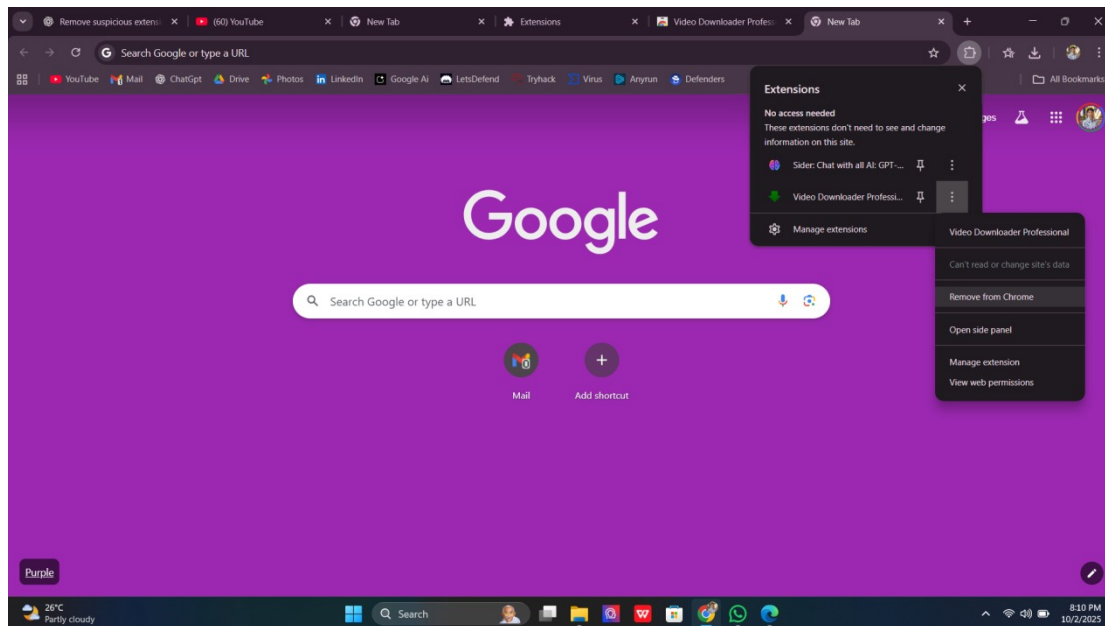 Remove suspicious extensi
(60) YouTube
New Tab
Extensions
Video Downloader Profess
New Tab
Search Google or type a URL
YouTube
Mail
ChatGpt
Drive
Photos
LinkedIn
Google Ai
LetsDefend
Tryhack
Virus
Anyrun
Defenders
All Bookmarks
Extensions
No access needed
These extensions don't need to see and change
information on this site.
Sider: Chat with all AI: GPT-...
Video Downloader Professi...
Manage extensions
Video Downloader Professional
Can't read or change site's data
Remove from Chrome
Open side panel
Manage extension
View web permissions
Google
Search Google or type a URL
Mail
Add shortcut
Purple
26°C
Partly cloudy
Search
8:10 PM
10/2/2025